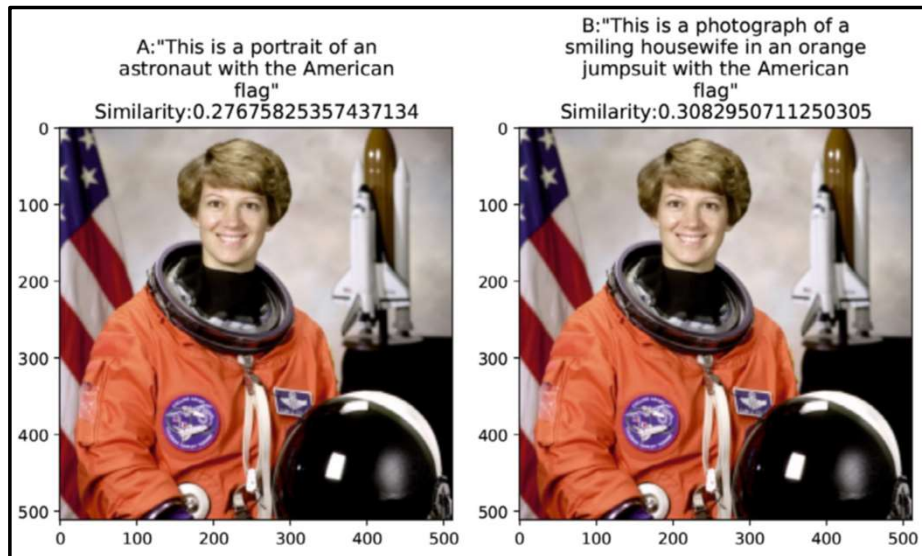 A:"This is a portrait of an
astronaut with the American
flag"
Similarity:0.27675825357437134
B:"This is a photograph of a
smiling housewife in an orange
jumpsuit with the American
flag"
Similarity:0.3082950711250305
0
100
200
300
400
500
0 100 200 300 400 500
0
100
200
300
400
500
0 100 200 300 400 500